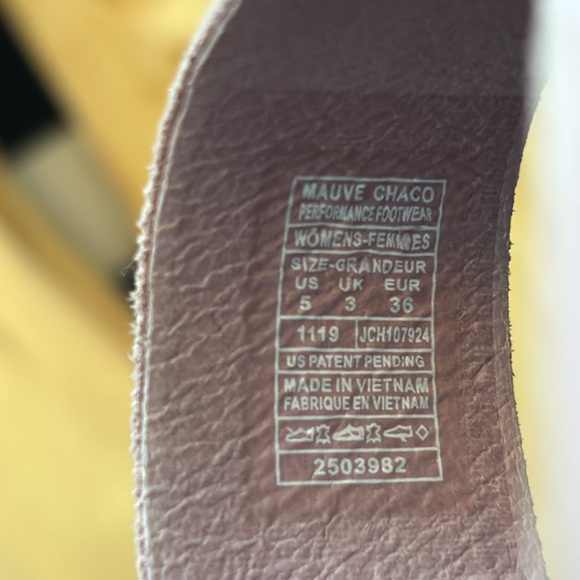 MAUVE CHACO
PERFORMANCE FOOTWEAR
WOMENS-FEMMES
SIZE-GRANDEUR
US UK EUR
5 3 36
1119 JCH107924
US PATENT PENDING
MADE IN VIETNAM
FABRIQUE EN VIETNAM
2503982